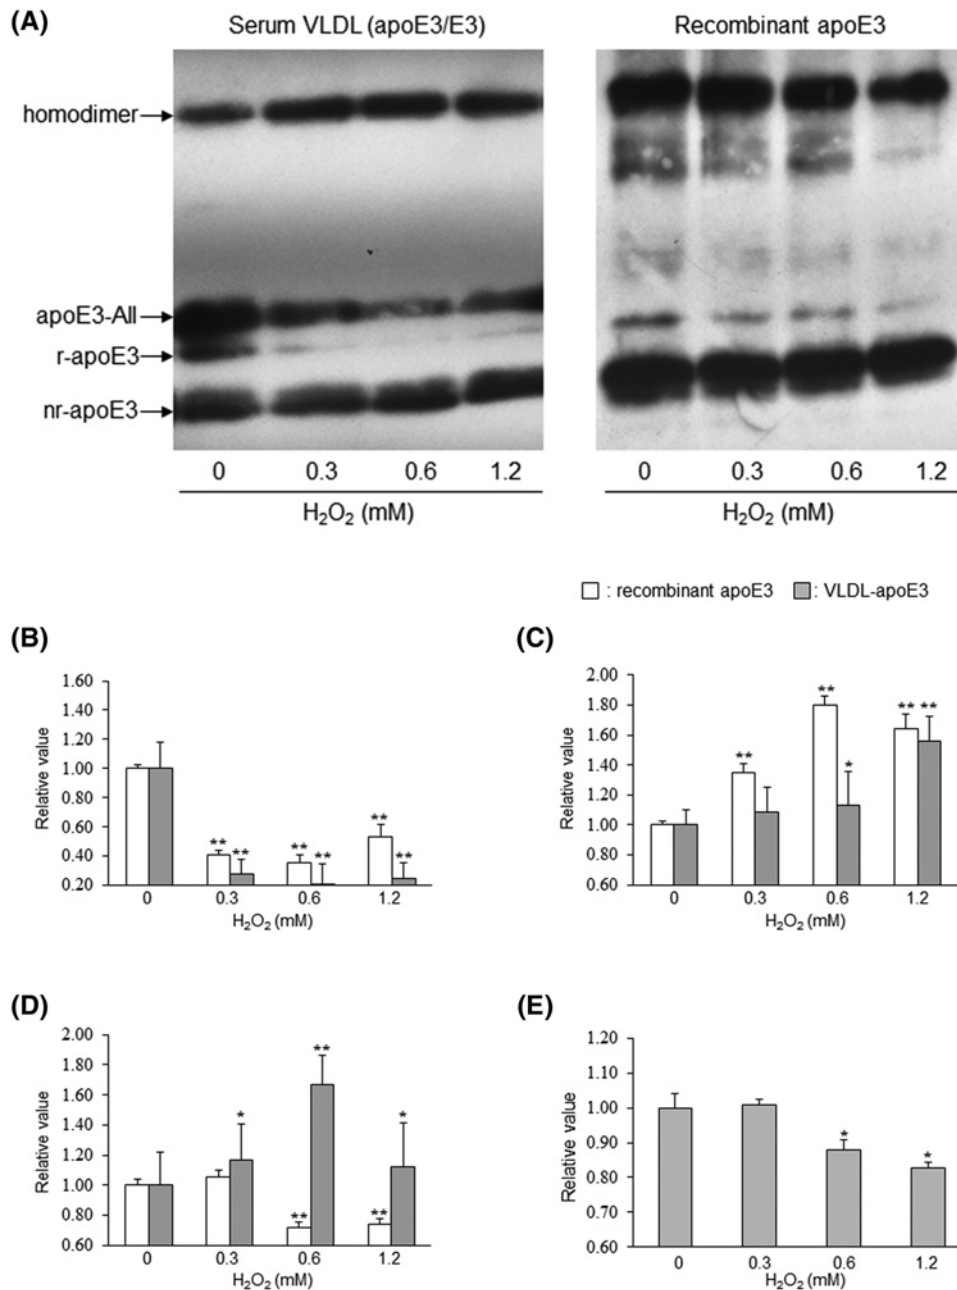 (A)
Serum VLDL (apoE3/E3)
Recombinant apoE3
homodimer
apoE3-AII
r-apoE3
nr-apoE3
0 0.3 0.6 1.2
H₂O₂ (mM)
0 0.3 0.6 1.2
H₂O₂ (mM)
: recombinant apoE3 : VLDL-apoE3
(B)
Relative value
1.60
1.40
1.20
1.00
0.80
0.60
0.40
0.20
** ** ** ** ** **
0 0.3 0.6 1.2
H₂O₂ (mM)
(C)
Relative value
2.00
1.80
1.60
1.40
1.20
1.00
0.80
0.60
** ** * ** **
0 0.3 0.6 1.2
H₂O₂ (mM)
(D)
Relative value
2.00
1.80
1.60
1.40
1.20
1.00
0.80
0.60
* ** ** ** *
0 0.3 0.6 1.2
H₂O₂ (mM)
(E)
Relative value
1.20
1.10
1.00
0.90
0.80
0.70
0.60
* *
0 0.3 0.6 1.2
H₂O₂ (mM)